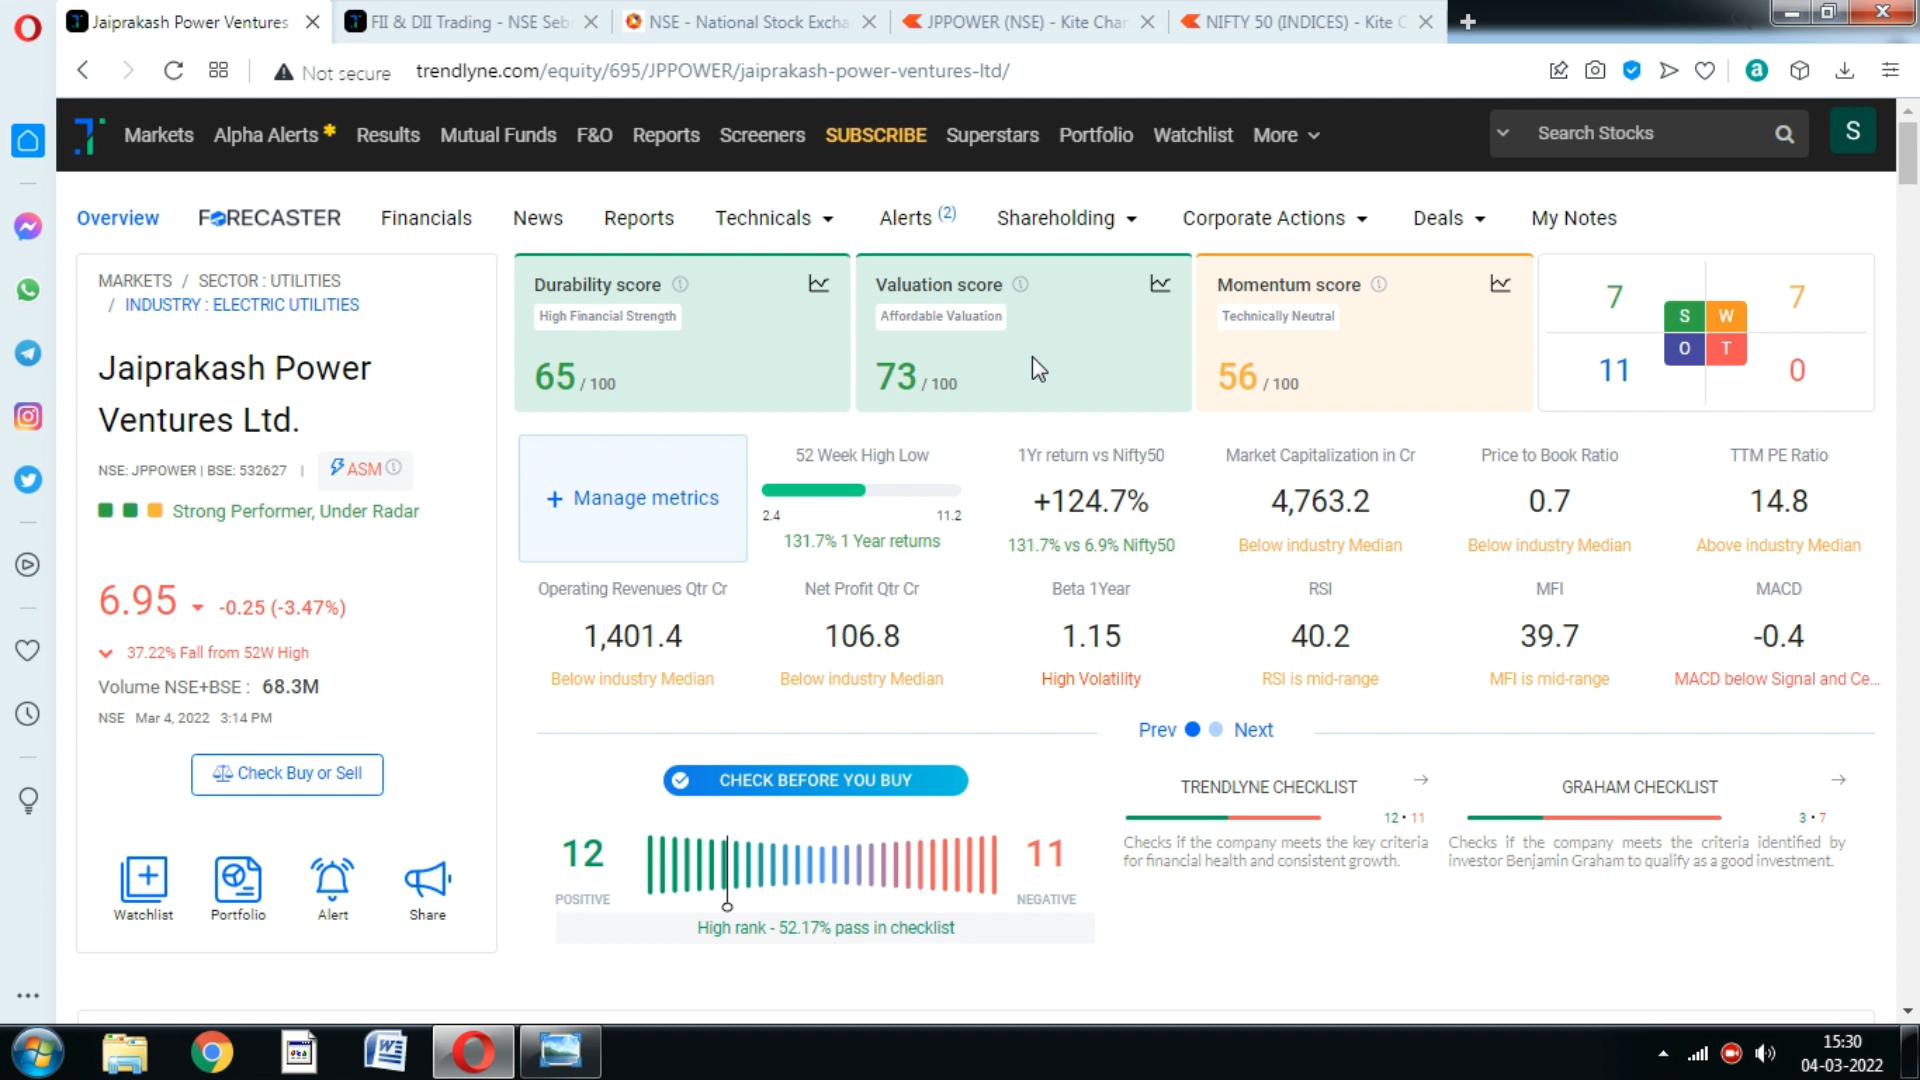 Jaiprakash Power Ventures
FII & DII Trading - NSE Seb
NSE - National Stock Excha
JPPOWER (NSE) - Kite Char
NIFTY 50 (INDICES) - Kite C
Not secure
trendlyne.com/equity/695/JPPOWER/jaiprakash-power-ventures-ltd/
a
Markets
Alpha Alerts
Results
Mutual Funds
F&O
Reports
Screeners
SUBSCRIBE
Superstars
Portfolio
Watchlist
More
Search Stocks
S
Overview
FORECASTER
Financials
News
Reports
Technicals
Alerts (2)
Shareholding
Corporate Actions
Deals
My Notes
MARKETS / SECTOR : UTILITIES
/ INDUSTRY : ELECTRIC UTILITIES
Jaiprakash Power
Ventures Ltd.
NSE: JPPOWER | BSE: 532627 |
ASM
Strong Performer, Under Radar
6.95
-0.25 (-3.47%)
37.22% Fall from 52W High
Volume NSE+BSE : 68.3M
NSE Mar 4, 2022 3:14 PM
Check Buy or Sell
Watchlist
Portfolio
Alert
Share
Durability score
High Financial Strength
65 / 100
Valuation score
Affordable Valuation
73 / 100
Momentum score
Technically Neutral
56 / 100
7
S
W
7
11
O
T
0
+ Manage metrics
52 Week High Low
2.4
11.2
131.7% 1 Year returns
1Yr return vs Nifty50
+124.7%
131.7% vs 6.9% Nifty50
Market Capitalization in Cr
4,763.2
Below industry Median
Price to Book Ratio
0.7
Below industry Median
TTM PE Ratio
14.8
Above industry Median
Operating Revenues Qtr Cr
1,401.4
Below industry Median
Net Profit Qtr Cr
106.8
Below industry Median
Beta 1Year
1.15
High Volatility
RSI
40.2
RSI is mid-range
MFI
39.7
MFI is mid-range
MACD
-0.4
MACD below Signal and Ce...
Prev
Next
CHECK BEFORE YOU BUY
12
POSITIVE
11
NEGATIVE
High rank - 52.17% pass in checklist
TRENDLYNE CHECKLIST
12 • 11
Checks if the company meets the key criteria
for financial health and consistent growth.
GRAHAM CHECKLIST
3 • 7
Checks if the company meets the criteria identified by
investor Benjamin Graham to qualify as a good investment.
15:30
04-03-2022